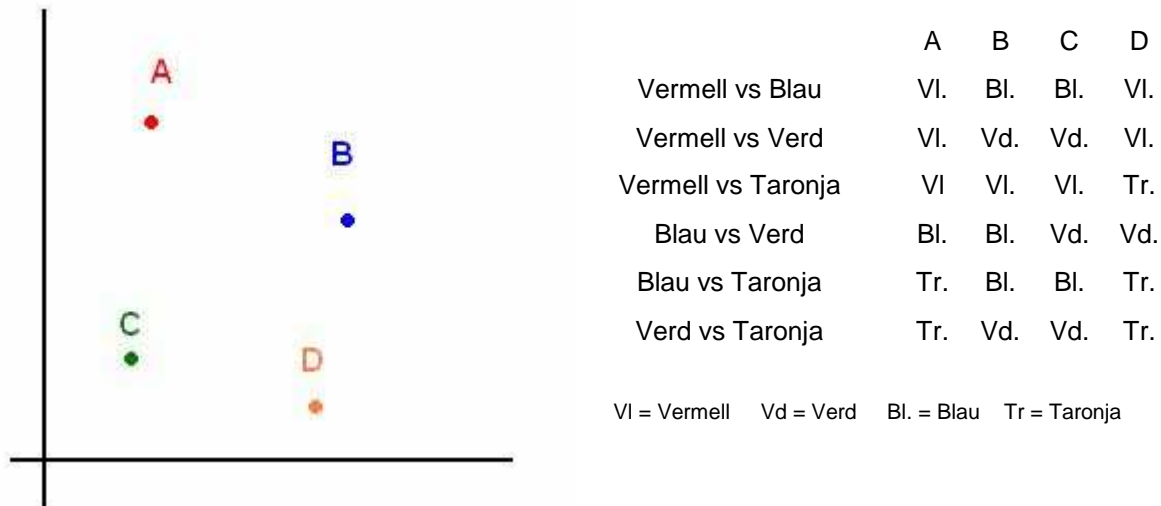 A
B
C
D
A B C D
Vermell vs Blau Vl. Bl. Bl. Vl.
Vermell vs Verd Vl. Vd. Vd. Vl.
Vermell vs Taronja Vl Vl. Vl. Tr.
Blau vs Verd Bl. Bl. Vd. Vd.
Blau vs Taronja Tr. Bl. Bl. Tr.
Verd vs Taronja Tr. Vd. Vd. Tr.
Vl = Vermell Vd = Verd Bl. = Blau Tr = Taronja